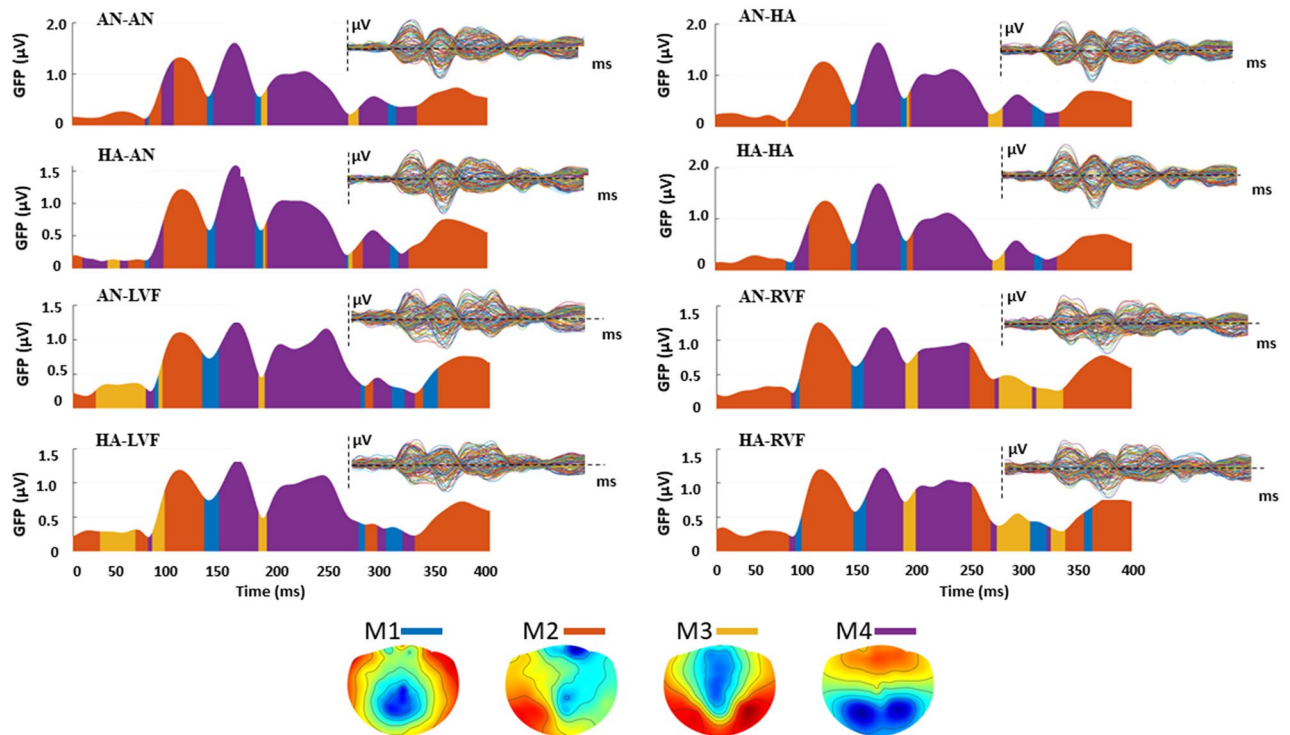 AN-AN
GFP (µV)
2.0
1.0
0
µV
ms
AN-HA
GFP (µV)
2.0
1.0
0
µV
ms
HA-AN
GFP (µV)
1.5
1.0
0.5
0
µV
ms
HA-HA
GFP (µV)
2.0
1.0
2.0
µV
ms
AN-LVF
GFP (µV)
1.5
1.0
0.5
0
µV
ms
AN-RVF
GFP (µV)
1.5
1.0
0.5
0
µV
ms
HA-LVF
GFP (µV)
1.5
1.0
0.5
0
µV
ms
0 50 100 150 200 250 300 350 400
Time (ms)
HA-RVF
GFP (µV)
1.5
1.0
0.5
0
µV
ms
0 50 100 150 200 250 300 350 400
Time (ms)
M1 M2 M3 M4